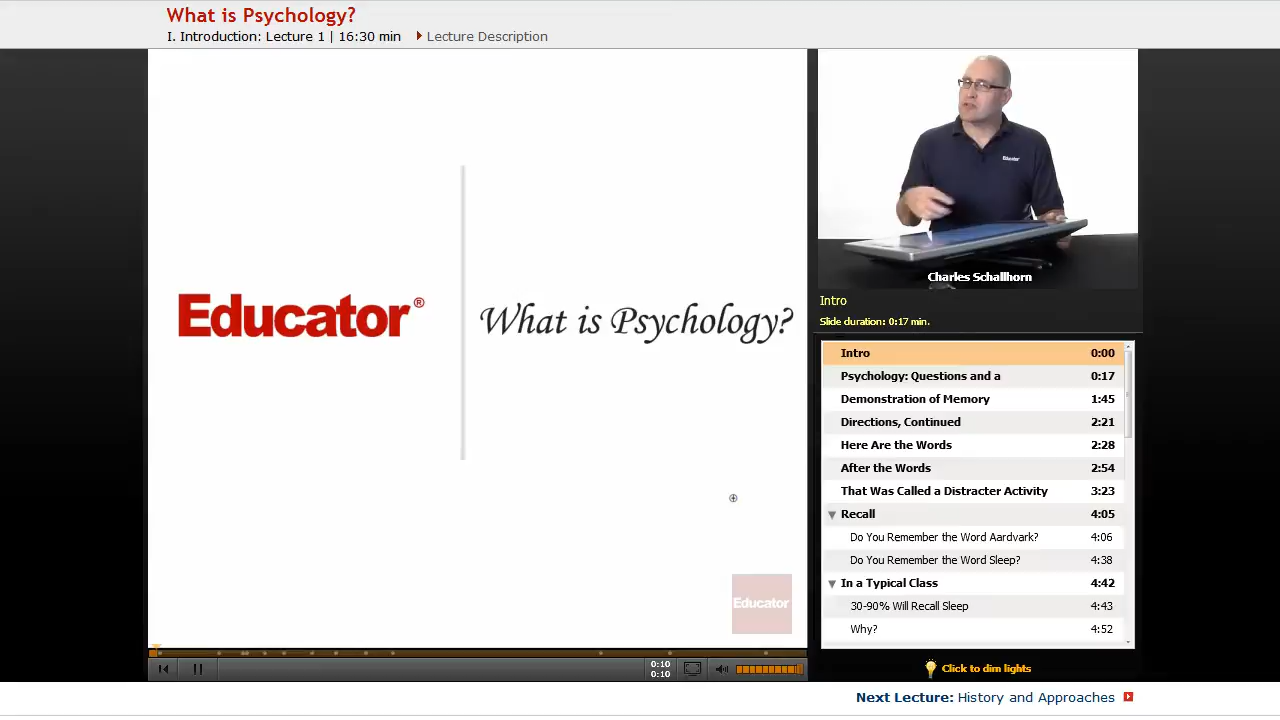 What is Psychology?
I. Introduction: Lecture 1 | 16:30 min Lecture Description
Educator®
What is Psychology?
Educator
Educator
Charles Schallhorn
Intro
Slide duration: 0:17 min.
Intro 0:00
Psychology: Questions and a 0:17
Demonstration of Memory 1:45
Directions, Continued 2:21
Here Are the Words 2:28
After the Words 2:54
That Was Called a Distracter Activity 3:23
Recall 4:05
Do You Remember the Word Aardvark? 4:06
Do You Remember the Word Sleep? 4:38
In a Typical Class 4:42
30-90% Will Recall Sleep 4:43
Why? 4:52
0:10
0:10
Click to dim lights
Next Lecture: History and Approaches